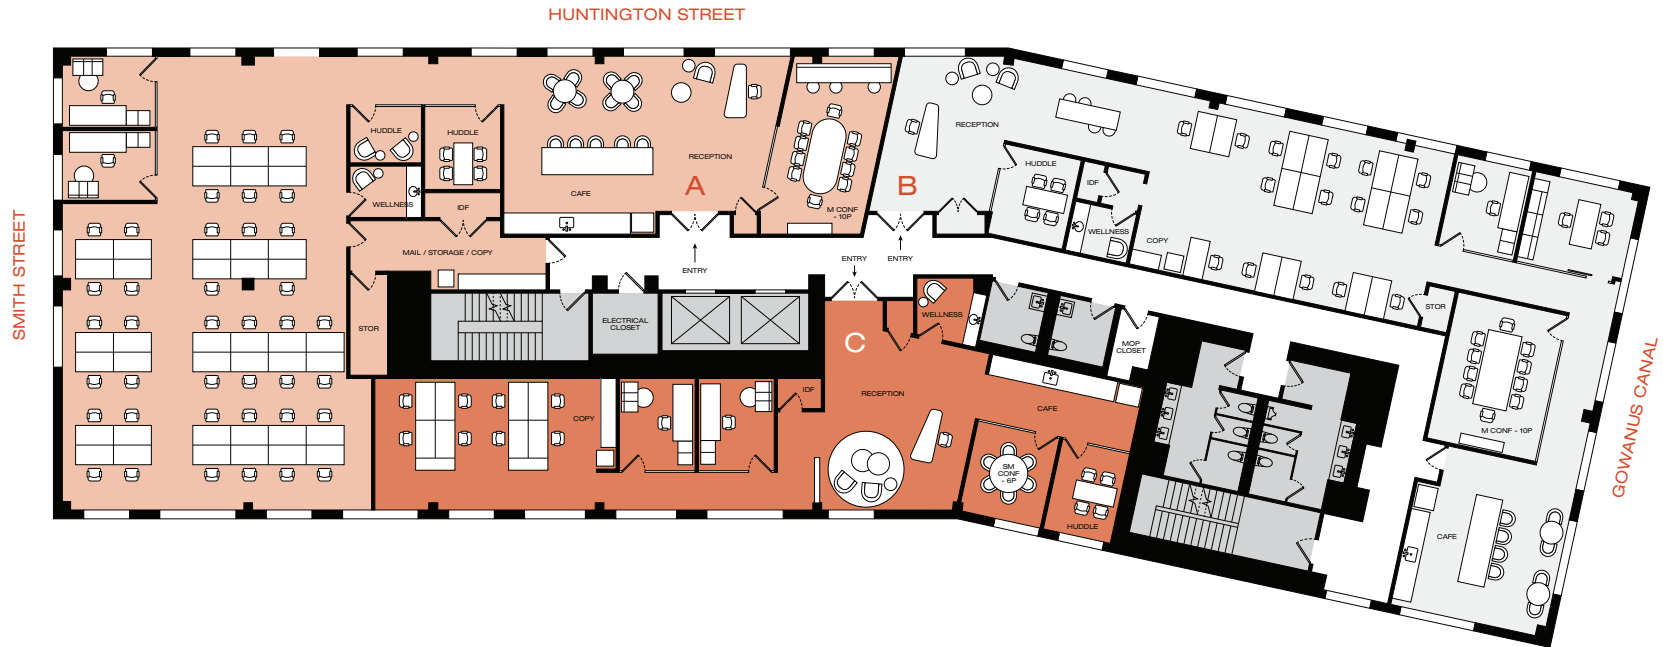 HUNTINGTON STREET
SMITH STREET
GOWANUS CANAL
HUDDLE
HUDDLE
WELLNESS
IDF
MAIL / STORAGE / COPY
STOR
CAFE
RECEPTION
A
M CONF
- 10P
ENTRY
ELECTRICAL
CLOSET
B
RECEPTION
HUDDLE
IDF
WELLNESS
COPY
ENTRY
ENTRY
STOR
M CONF - 10P
CAFE
C
WELLNESS
MOP
CLOSET
RECEPTION
IDF
COPY
CAFE
SM
CONF
- 6P
HUDDLE